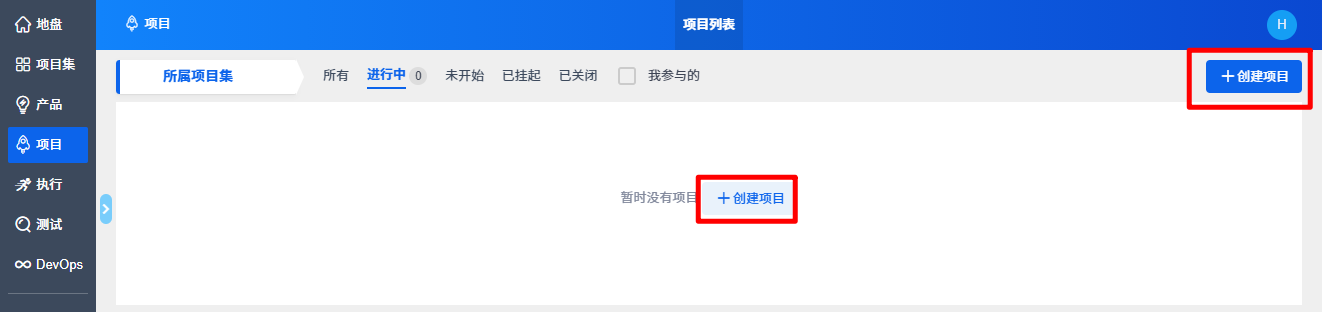 地盘
项目集
产品
项目
执行
测试
DevOps
项目
项目列表
H
所属项目集
所有 进行中 0 未开始 已挂起 已关闭 我参与的
创建项目
暂时没有项目 创建项目